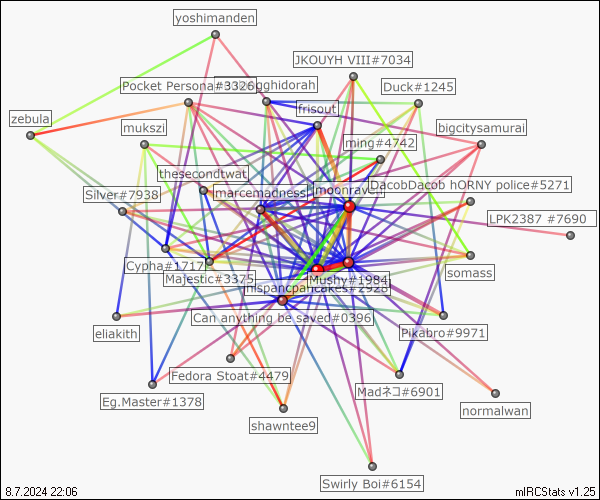 yoshimanden
JKOUYH VIII#7034
Pocket Persona#3326
gghidorah
Duck#1245
frisout
zebula
mukszi
bigcitysamurai
ming#4742
thesecondtwat
marcemadness
moonraven
DacobDacob hORNY police#5271
Silver#7938
LPK2387 #7690
Cypha#1717
Majestic#3375
Mushy#1984
somass
Can anything be saved#0396
eliakith
Pikabro#9971
Fedora Stoat#4479
Madネコ#6901
Eg.Master#1378
normalwan
shawntee9
Swirly Boi#6154
8.7.2024 22:06
mIRCStats v1.25